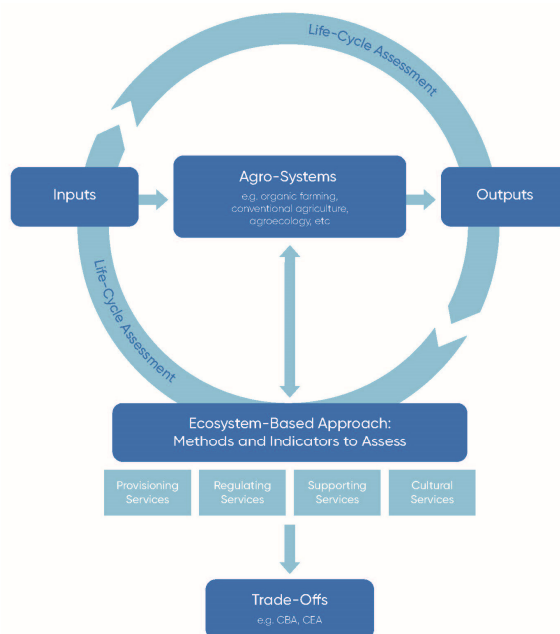 Life-Cycle Assessment
Inputs
Agro-Systems
e.g. organic farming,
conventional agriculture,
agroecology, etc
Outputs
Life-Cycle Assessment
Ecosystem-Based Approach:
Methods and Indicators to Assess
Provisioning
Services
Regulating
Services
Supporting
Services
Cultural
Services
Trade-Offs
e.g. CBA, CEA